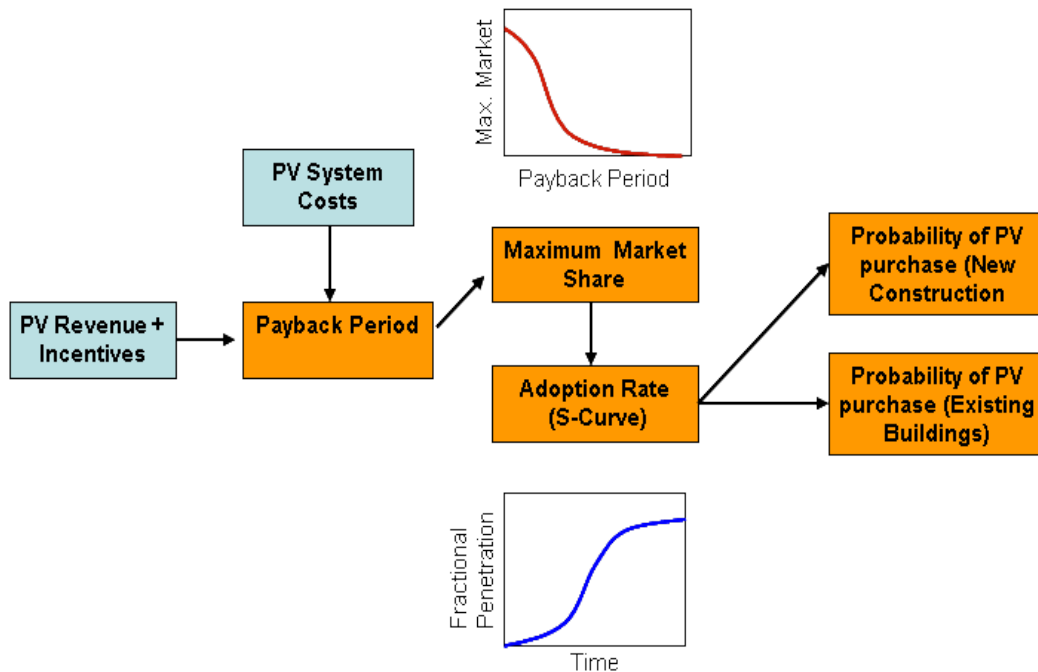 Max. Market
Payback Period
PV System
Costs
Maximum Market
Share
Probability of PV
purchase (New
Construction
PV Revenue +
Incentives
Payback Period
Adoption Rate
(S-Curve)
Probability of PV
purchase (Existing
Buildings)
Fractional
Penetration
Time